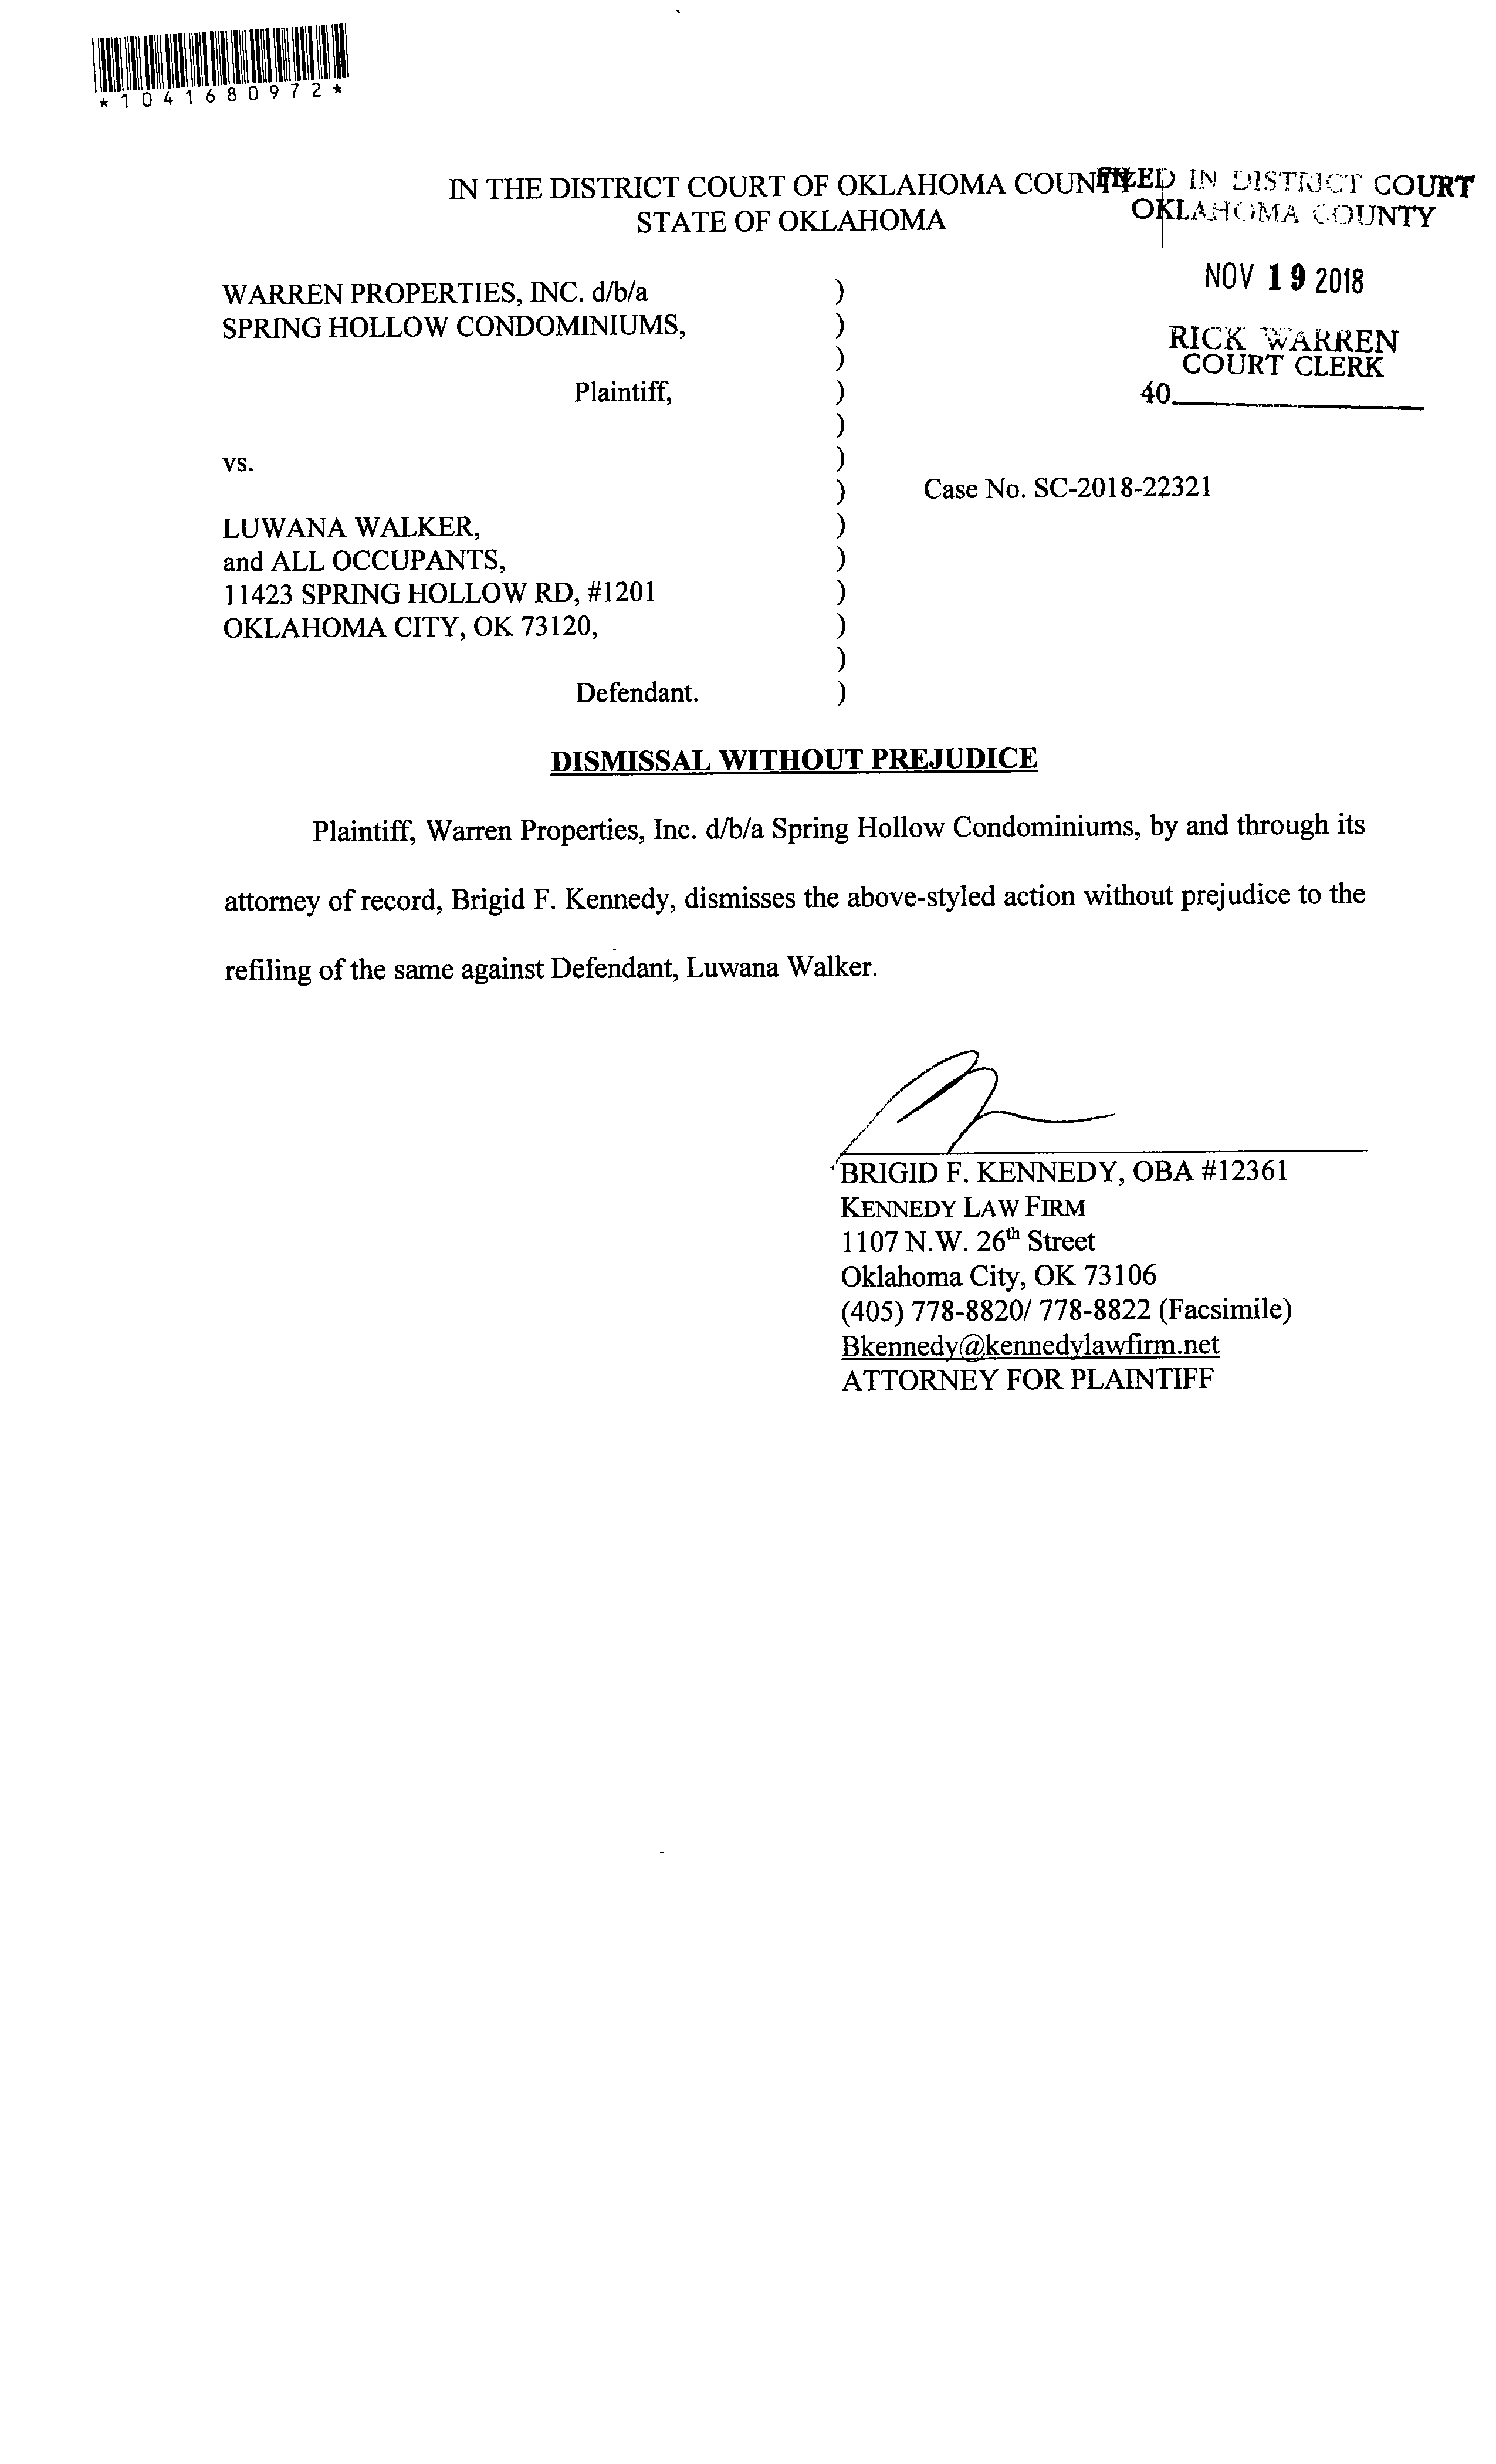 *1041680972*
IN THE DISTRICT COURT OF OKLAHOMA COUNTY
STATE OF OKLAHOMA
FILED IN DISTRICT COURT
OKLAHOMA COUNTY
NOV 19 2018
RICK WARREN
COURT CLERK
40
WARREN PROPERTIES, INC. d/b/a )
SPRING HOLLOW CONDOMINIUMS, )
)
Plaintiff, )
)
vs. )
) Case No. SC-2018-22321
LUWANA WALKER, )
and ALL OCCUPANTS, )
11423 SPRING HOLLOW RD, #1201 )
OKLAHOMA CITY, OK 73120, )
)
Defendant. )
DISMISSAL WITHOUT PREJUDICE
Plaintiff, Warren Properties, Inc. d/b/a Spring Hollow Condominiums, by and through its
attorney of record, Brigid F. Kennedy, dismisses the above-styled action without prejudice to the
refiling of the same against Defendant, Luwana Walker.
BRIGID F. KENNEDY, OBA #12361
KENNEDY LAW FIRM
1107 N.W. 26th Street
Oklahoma City, OK 73106
(405) 778-8820/ 778-8822 (Facsimile)
Bkennedy@kennedylawfirm.net
ATTORNEY FOR PLAINTIFF